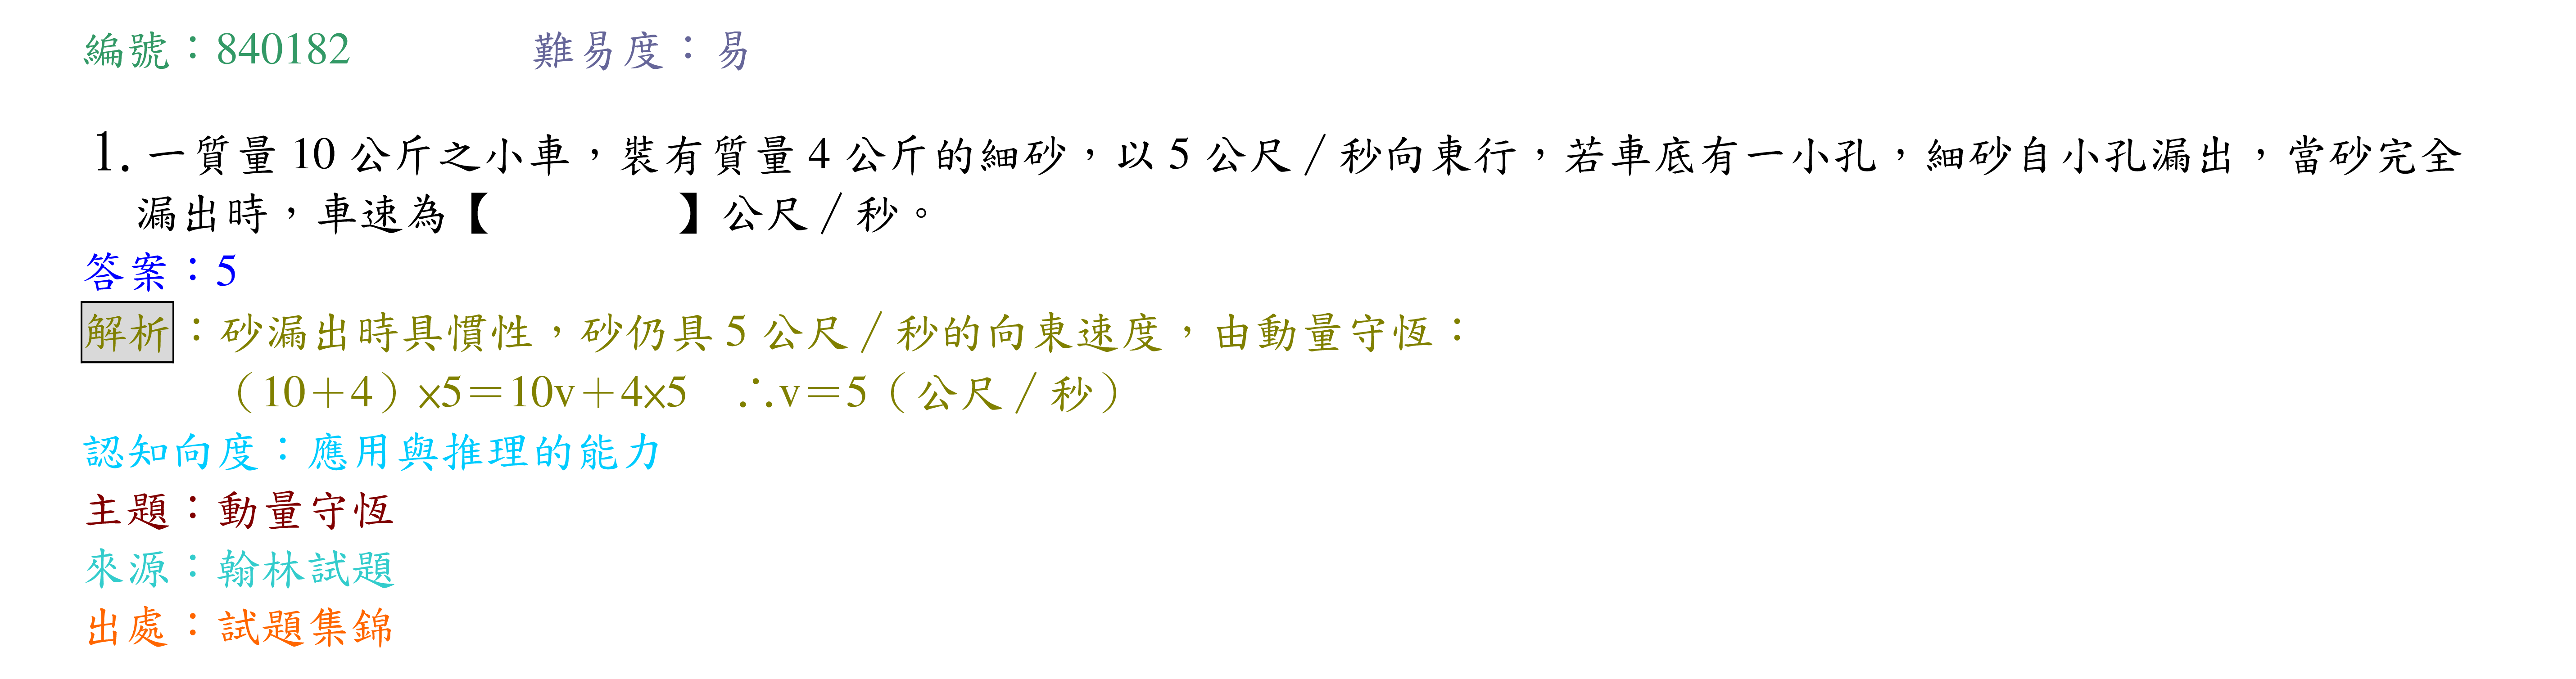 編號：840182　　難易度：易
1. 一質量 10 公斤之小車，裝有質量 4 公斤的細砂，以 5 公尺／秒向東行，若車底有一小孔，細砂自小孔漏出，當砂完全
漏出時，車速為【　　　　】公尺／秒。
答案：5
解析：砂漏出時具慣性，砂仍具 5 公尺／秒的向東速度，由動量守恆：
（10＋4）×5＝10v＋4×5　∴v＝5（公尺／秒）
認知向度：應用與推理的能力
主題：動量守恆
來源：翰林試題
出處：試題集錦